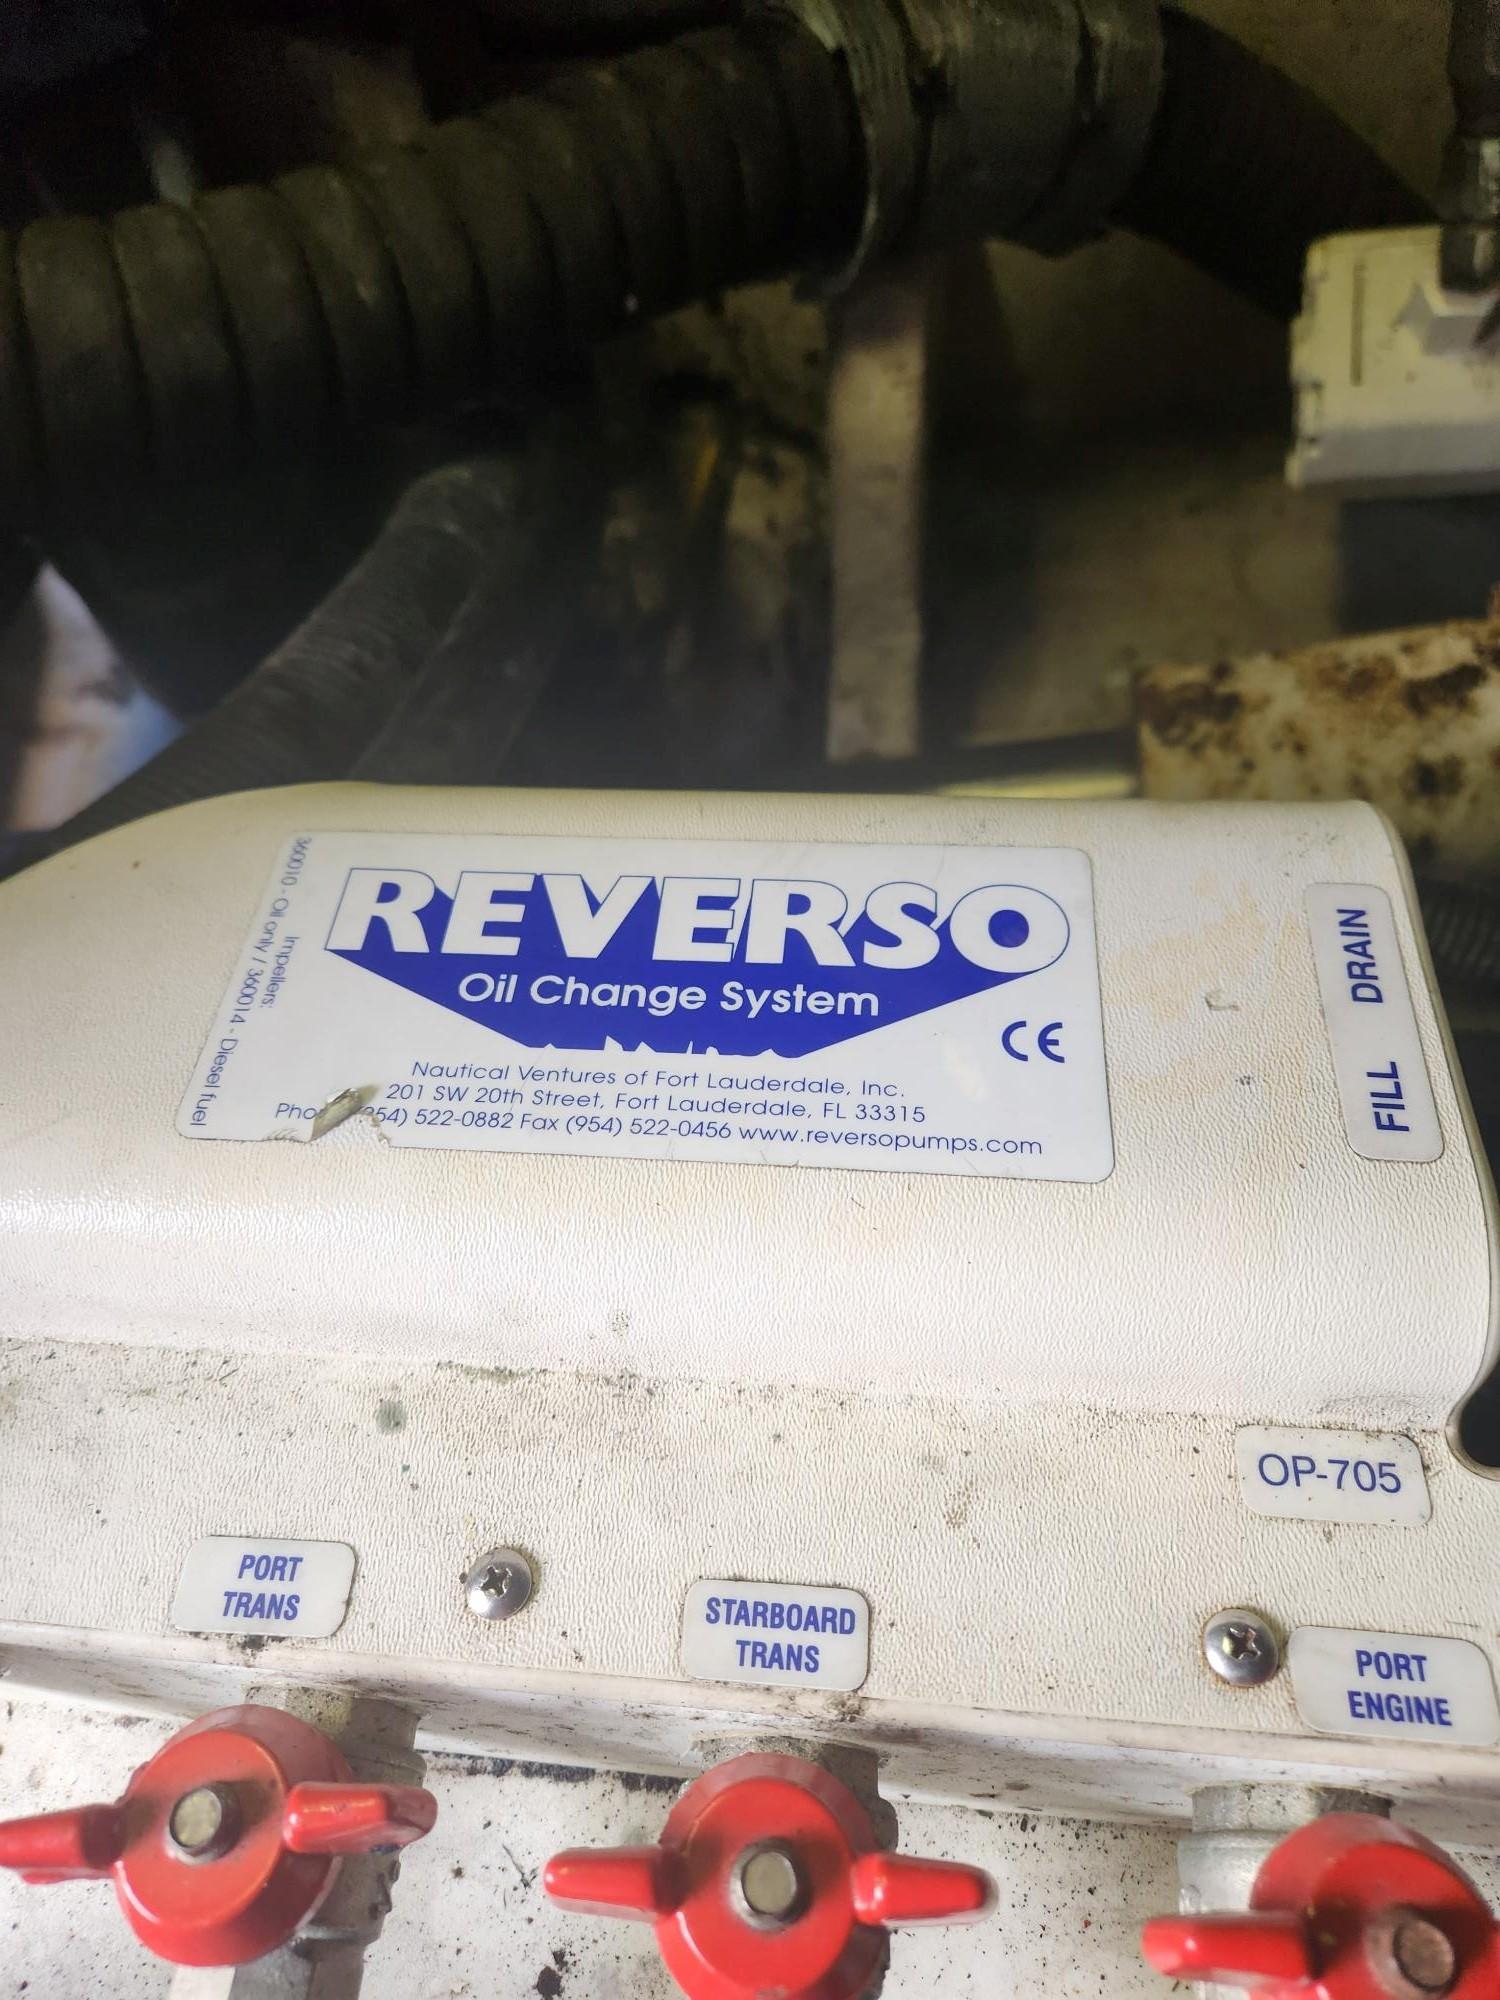 REVERSO
Oil Change System
CE
Nautical Ventures of Fort Lauderdale, Inc.
201 SW 20th Street, Fort Lauderdale, FL 33315
(954) 522-0882 Fax (954) 522-0456 www.reversopumps.com
Impellers:
360010 - Oil only / 360014 - Diesel fuel
FILL DRAIN
OP-705
PORT
TRANS
STARBOARD
TRANS
PORT
ENGINE